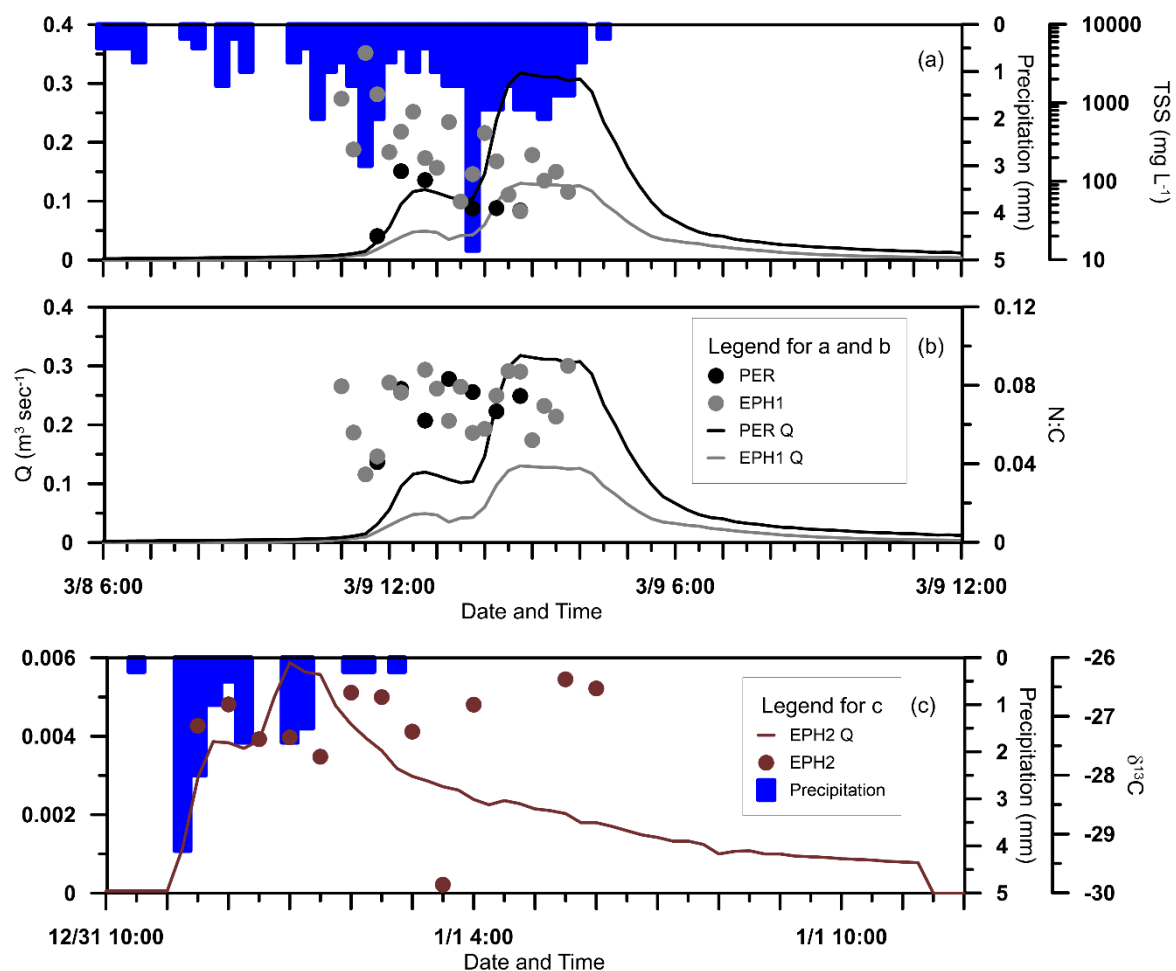 0.4
0.3
0.2
0.1
0
(a)
0
1
2
3
4
5
Precipitation (mm)
10000
1000
100
10
TSS (mg L-1)
0.4
0.3
0.2
0.1
0
Q (m3 sec-1)
(b)
Legend for a and b
PER
EPH1
PER Q
EPH1 Q
0.12
0.08
0.04
0
N:C
3/8 6:00
3/9 12:00
3/9 6:00
3/9 12:00
Date and Time
0.006
0.004
0.002
0
(c)
Legend for c
EPH2 Q
EPH2
Precipitation
0
1
2
3
4
5
Precipitation (mm)
-26
-27
-28
-29
-30
δ13C
12/31 10:00
1/1 4:00
1/1 10:00
Date and Time